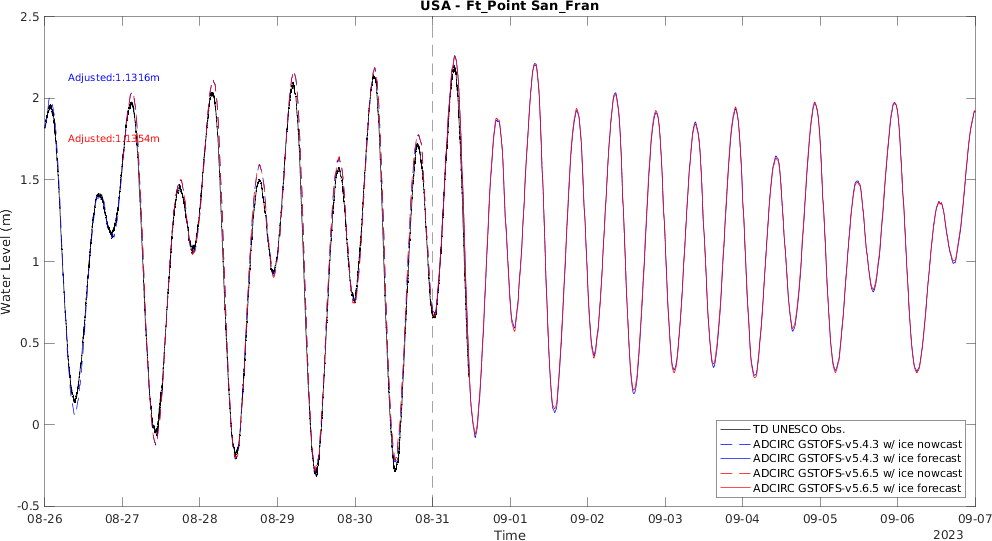 USA - Ft_Point San_Fran
2.5
2
1.5
1
0.5
0
-0.5
Water Level (m)
Adjusted:1.1316m
Adjusted:1.1354m
TD UNESCO Obs.
ADCIRC GSTOFS-v5.4.3 w/ ice nowcast
ADCIRC GSTOFS-v5.4.3 w/ ice forecast
ADCIRC GSTOFS-v5.6.5 w/ ice nowcast
ADCIRC GSTOFS-v5.6.5 w/ ice forecast
08-26 08-27 08-28 08-29 08-30 08-31 09-01 09-02 09-03 09-04 09-05 09-06 09-07
Time
2023